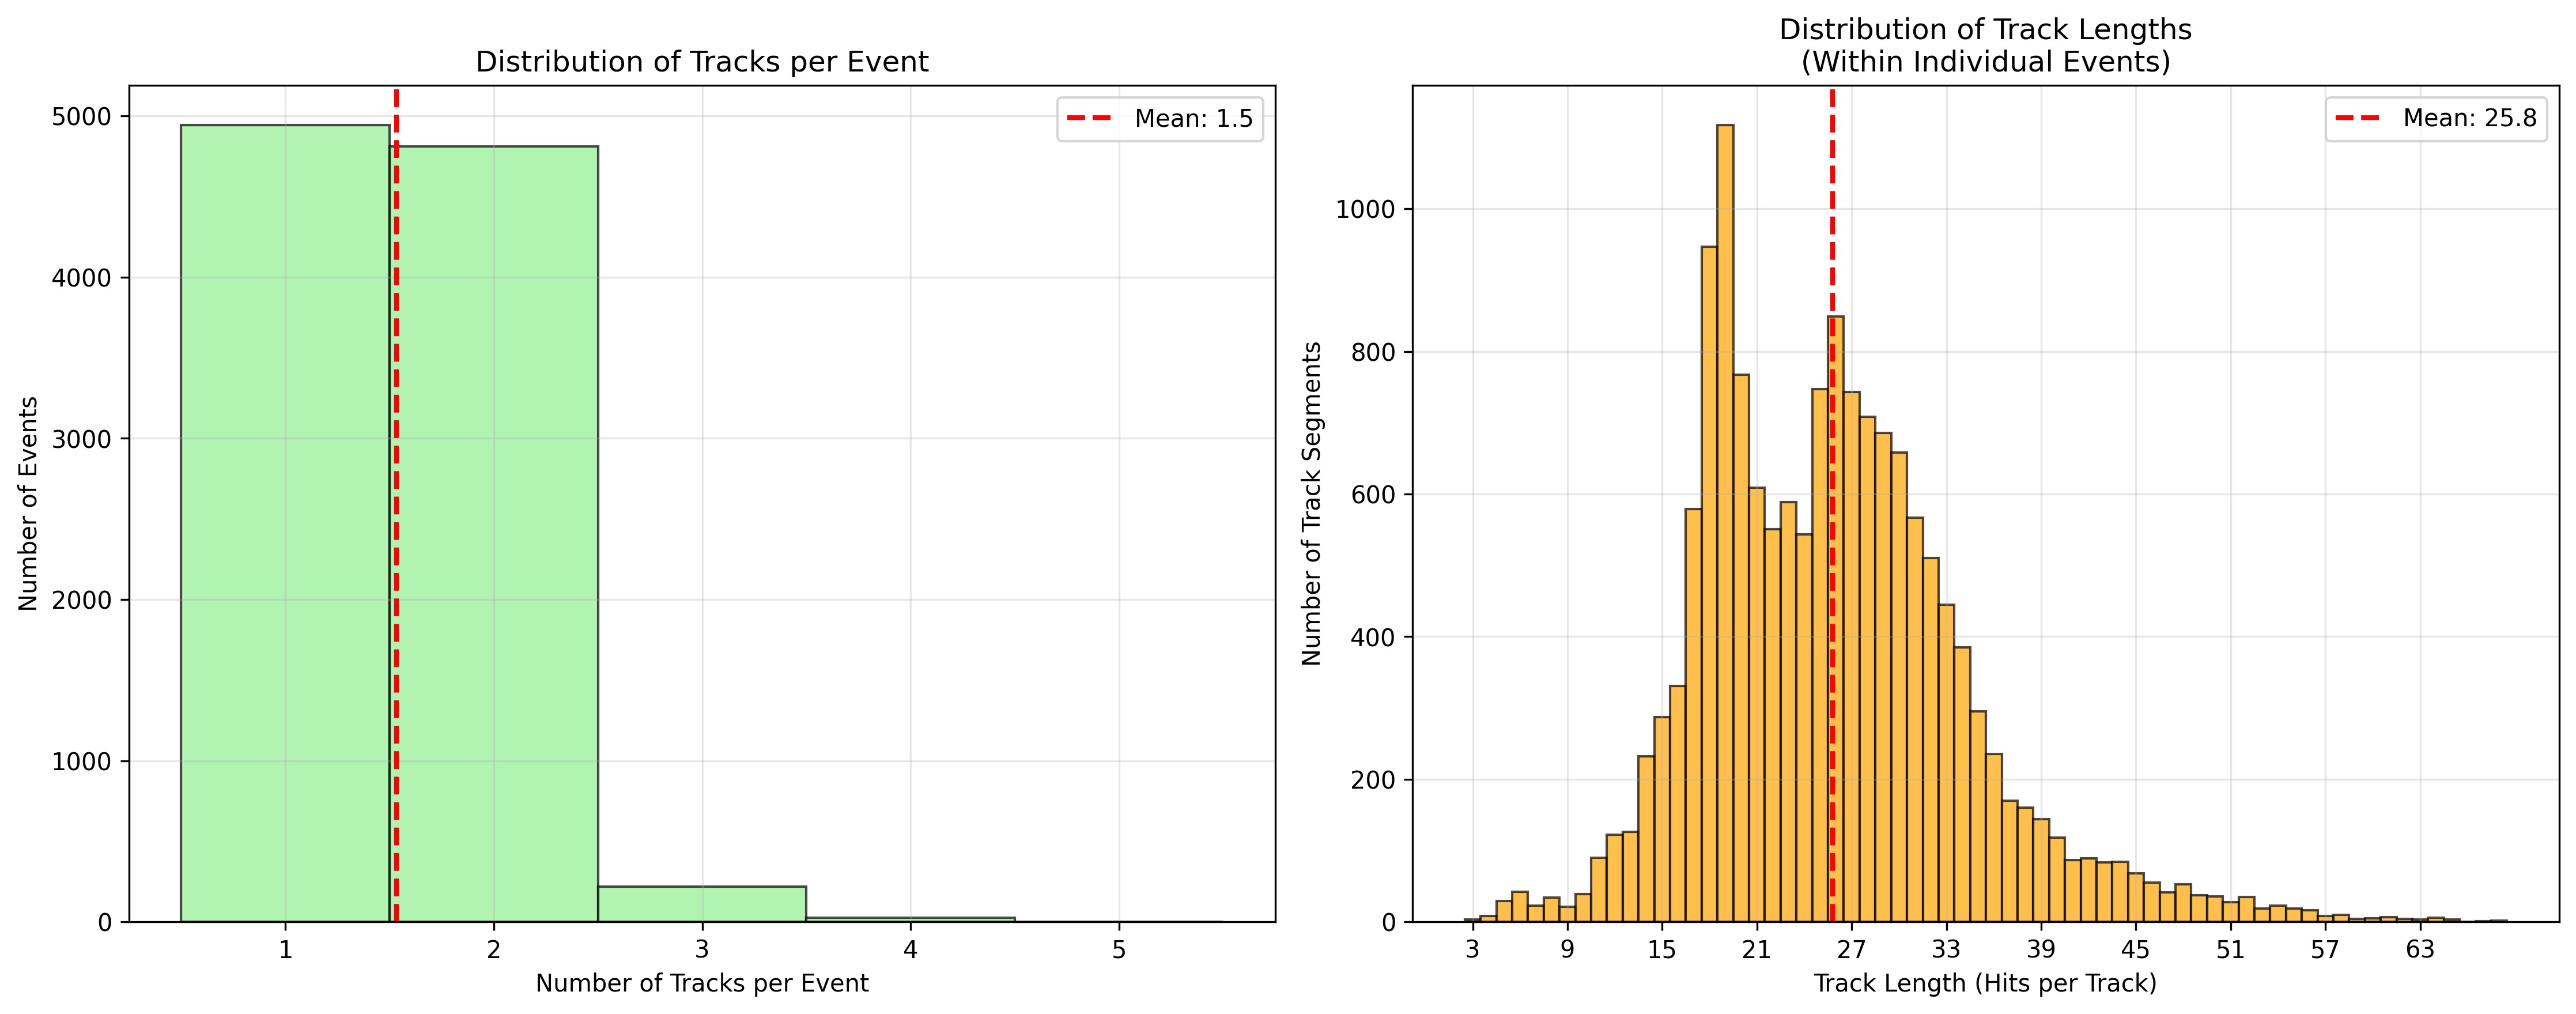 Distribution of Tracks per Event
Mean: 1.5
5000
4000
3000
2000
1000
0
Number of Events
1 2 3 4 5
Number of Tracks per Event
Distribution of Track Lengths
(Within Individual Events)
Mean: 25.8
1000
800
600
400
200
0
Number of Track Segments
3 9 15 21 27 33 39 45 51 57 63
Track Length (Hits per Track)